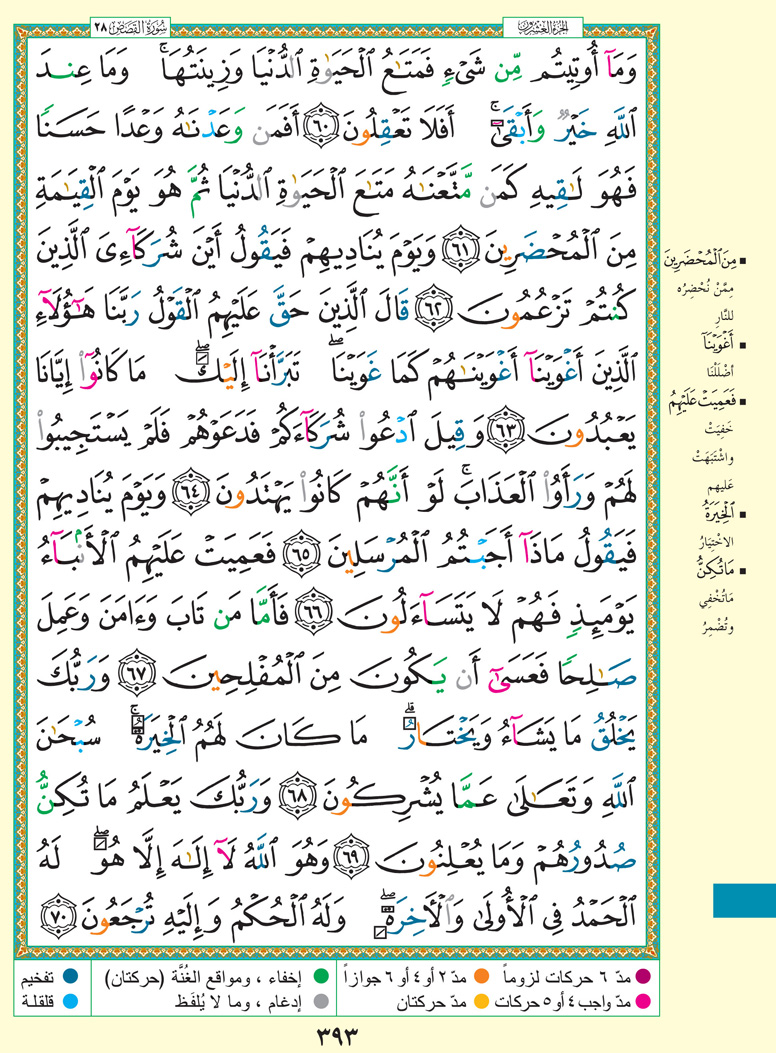 الجزء العشرون
سورة القصص ٢٨
وَمَآ أُوتِيتُم مِّن شَىْءٍ فَمَتَـٰعُ ٱلْحَيَوٰةِ ٱلدُّنْيَا وَزِينَتُهَا ۚ وَمَا عِندَ
ٱللَّهِ خَيْرٌ وَأَبْقَىٰٓ ۚ أَفَلَا تَعْقِلُونَ ٦٠ أَفَمَن وَعَدْنَـٰهُ وَعْدًا حَسَنًا
فَهُوَ لَـٰقِيهِ كَمَن مَّتَّعْنَـٰهُ مَتَـٰعَ ٱلْحَيَوٰةِ ٱلدُّنْيَا ثُمَّ هُوَ يَوْمَ ٱلْقِيَـٰمَةِ
مِنَ ٱلْمُحْضَرِينَ ٦١ وَيَوْمَ يُنَادِيهِمْ فَيَقُولُ أَيْنَ شُرَكَآءِىَ ٱلَّذِينَ
كُنتُمْ تَزْعُمُونَ ٦٢ قَالَ ٱلَّذِينَ حَقَّ عَلَيْهِمُ ٱلْقَوْلُ رَبَّنَا هَـٰٓؤُلَآءِ
ٱلَّذِينَ أَغْوَيْنَآ أَغْوَيْنَـٰهُمْ كَمَا غَوَيْنَا ۖ تَبَرَّأْنَآ إِلَيْكَ ۖ مَا كَانُوٓا۟ إِيَّانَا
يَعْبُدُونَ ٦٣ وَقِيلَ ٱدْعُوا۟ شُرَكَآءَكُمْ فَدَعَوْهُمْ فَلَمْ يَسْتَجِيبُوا۟
لَهُمْ وَرَأَوُا۟ ٱلْعَذَابَ ۚ لَوْ أَنَّهُمْ كَانُوا۟ يَهْتَدُونَ ٦٤ وَيَوْمَ يُنَادِيهِمْ
فَيَقُولُ مَاذَآ أَجَبْتُمُ ٱلْمُرْسَلِينَ ٦٥ فَعَمِيَتْ عَلَيْهِمُ ٱلْأَنۢبَآءُ
يَوْمَئِذٍ فَهُمْ لَا يَتَسَآءَلُونَ ٦٦ فَأَمَّا مَن تَابَ وَءَامَنَ وَعَمِلَ
صَـٰلِحًا فَعَسَىٰٓ أَن يَكُونَ مِنَ ٱلْمُفْلِحِينَ ٦٧ وَرَبُّكَ
يَخْلُقُ مَا يَشَآءُ وَيَخْتَارُ ۗ مَا كَانَ لَهُمُ ٱلْخِيَرَةُ ۚ سُبْحَـٰنَ
ٱللَّهِ وَتَعَـٰلَىٰ عَمَّا يُشْرِكُونَ ٦٨ وَرَبُّكَ يَعْلَمُ مَا تُكِنُّ
صُدُورُهُمْ وَمَا يُعْلِنُونَ ٦٩ وَهُوَ ٱللَّهُ لَآ إِلَـٰهَ إِلَّا هُوَ ۖ لَهُ
ٱلْحَمْدُ فِى ٱلْأُولَىٰ وَٱلْـَٔاخِرَةِ ۖ وَلَهُ ٱلْحُكْمُ وَإِلَيْهِ تُرْجَعُونَ ٧٠
▪ مِنَ ٱلْمُحْضَرِينَ
مِمَّنْ نُحْضِرُه
للنَّارِ
▪ أَغْوَيْنَآ
أضْلَلْنَا
▪ فَعَمِيَتْ عَلَيْهِمُ
خَفِيَتْ
واشْتَبَهَتْ
عَليهم
▪ ٱلْخِيَرَةُ
الاخْتِيَارُ
▪ مَا تُكِنُّ
مَا تُخْفِي
وتُضْمِرُ
مدّ ٦ حركات لزوماً
مدّ ٢ أو ٤ أو ٦ جوازاً
إخفاء ، ومواقع الغُنَّة (حركتان)
تفخيم
مدّ واجب ٤ أو ٥ حركات
مدّ حركتان
إدغام ، وما لا يُلفَظ
قلقلة
٣٩٣